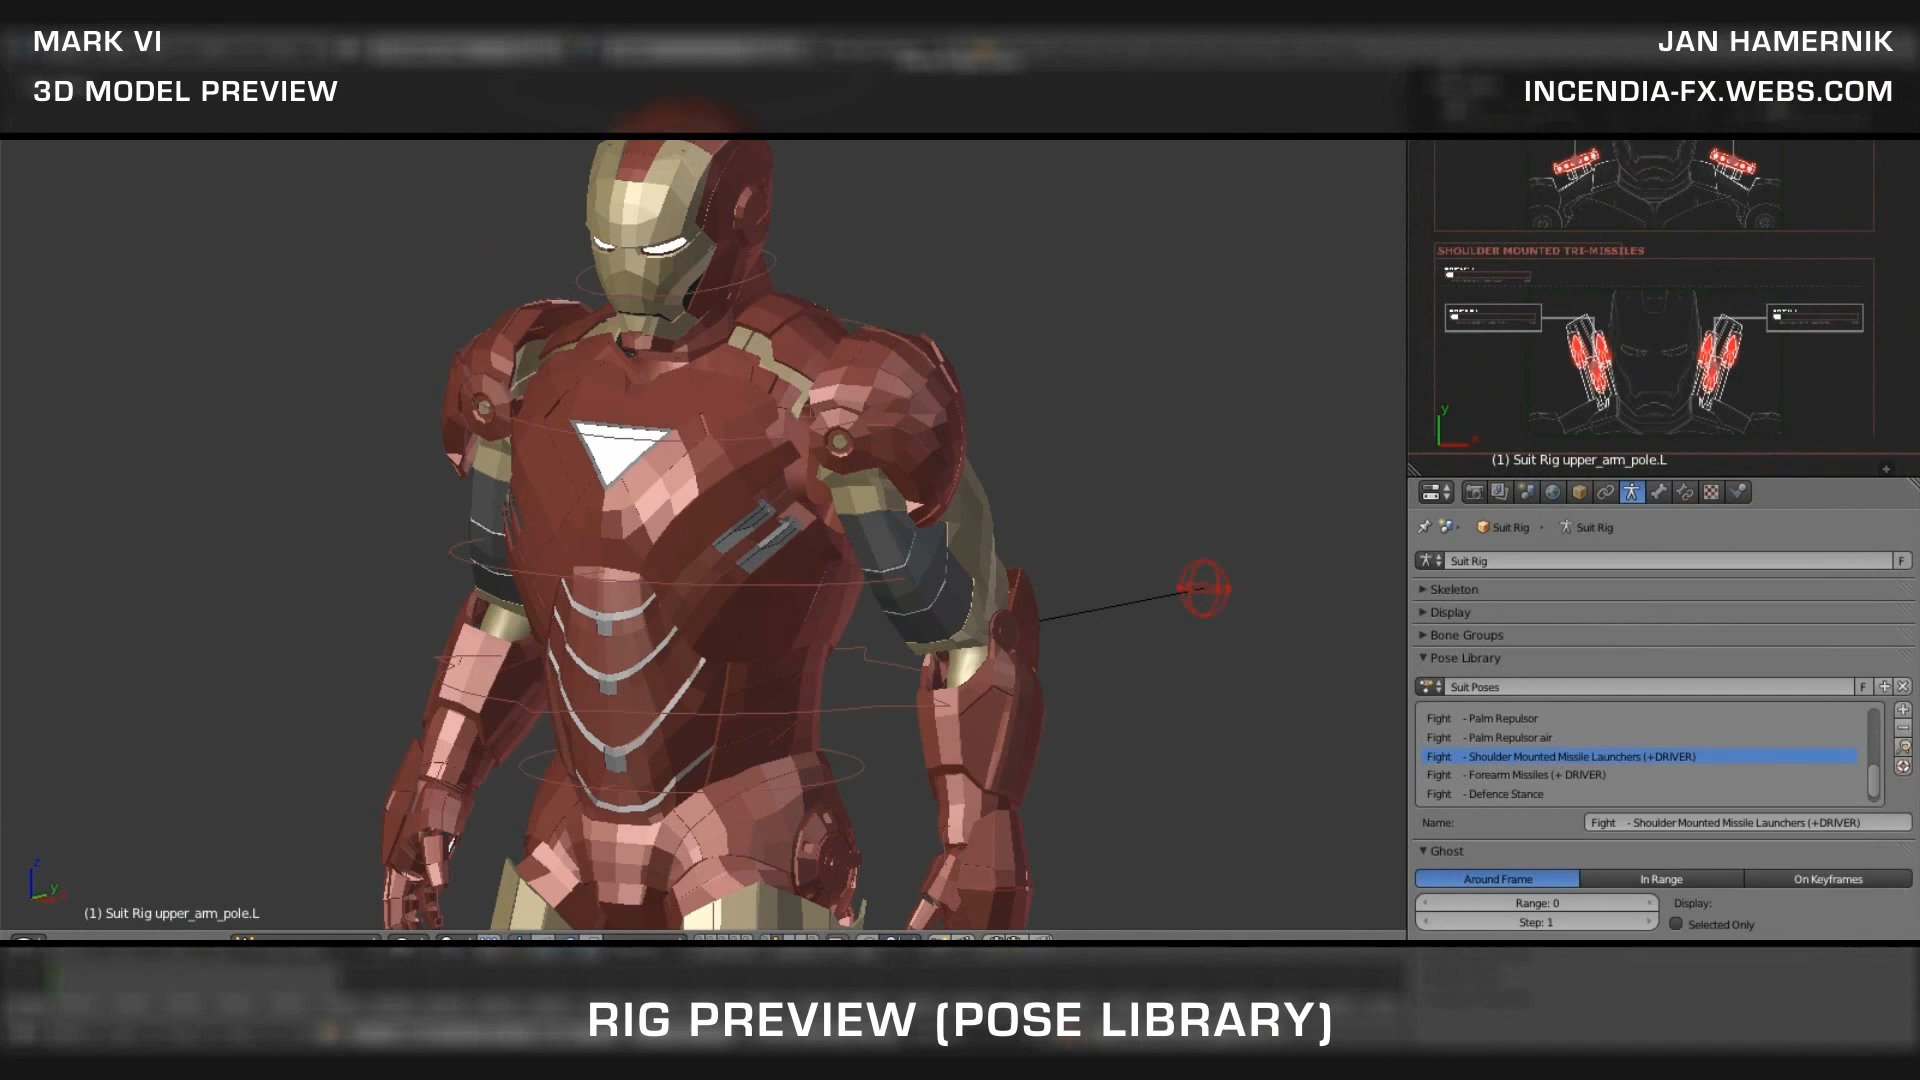 MARK VI
3D MODEL PREVIEW
JAN HAMERNIK
INCENDIA-FX.WEBS.COM
SHOULDER MOUNTED TRI-MISSILES
y
x
(1) Suit Rig upper_arm_pole.L
Suit Rig
Suit Rig
Suit Rig
F
Skeleton
Display
Bone Groups
Pose Library
Suit Poses
F
Fight - Palm Repulsor
Fight - Palm Repulsor air
Fight - Shoulder Mounted Missile Launchers (+DRIVER)
Fight - Forearm Missiles (+ DRIVER)
Fight - Defence Stance
Name: Fight - Shoulder Mounted Missile Launchers (+DRIVER)
Ghost
Around Frame
In Range
On Keyframes
Range: 0
Display:
Step: 1
Selected Only
z
y
(1) Suit Rig upper_arm_pole.L
RIG PREVIEW (POSE LIBRARY)